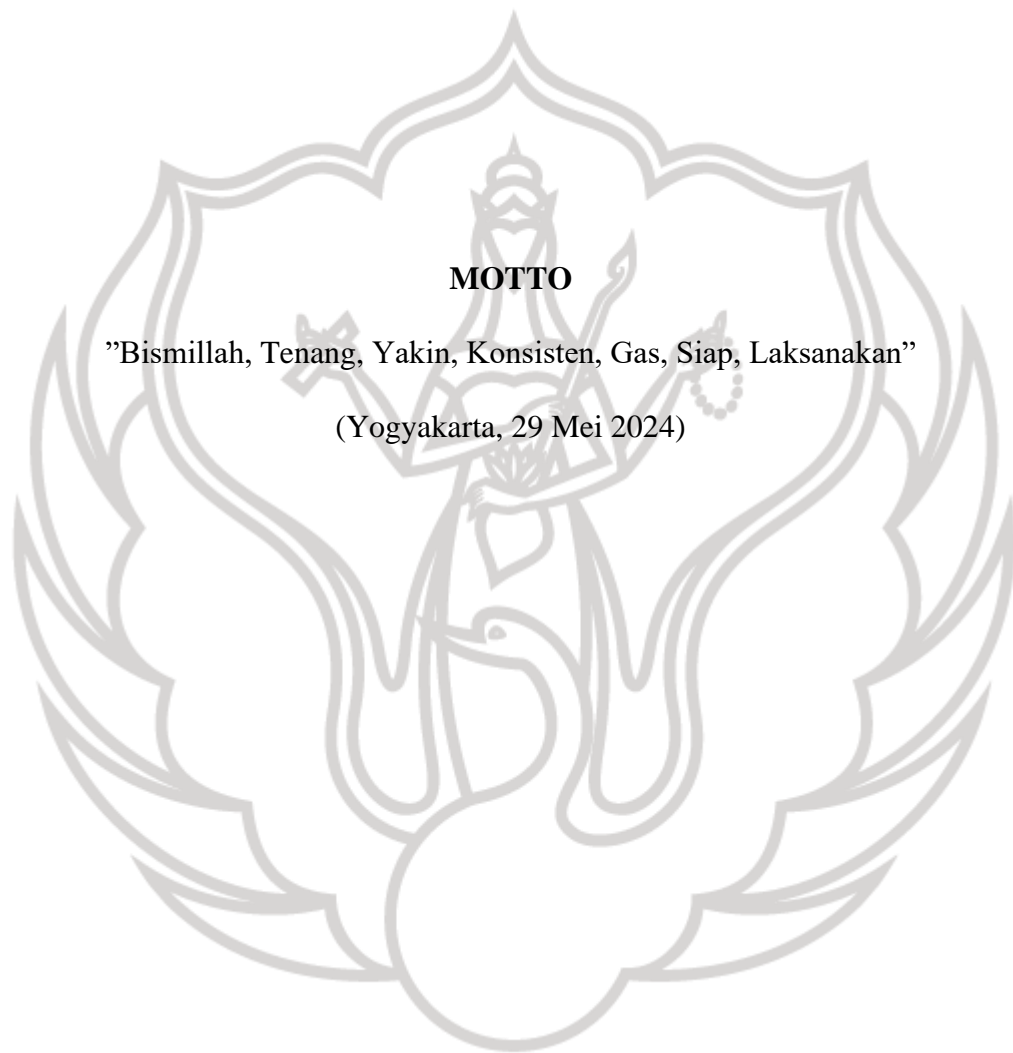 MOTTO
”Bismillah, Tenang, Yakin, Konsisten, Gas, Siap, Laksanakan”
(Yogyakarta, 29 Mei 2024)